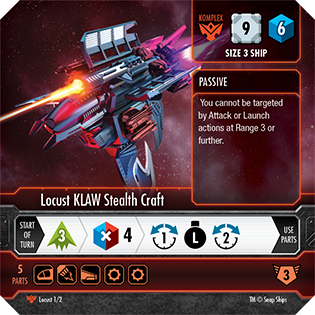 KOMPLEX
9
6
SIZE 3 SHIP
PASSIVE
You cannot be targeted
by Attack or Launch
actions at Range 3 or
further.
Locust KLAW Stealth Craft
START OF TURN
3
4
1
L
2
USE PARTS
5 PARTS
3
Locust 1/2
TM © Snap Ships